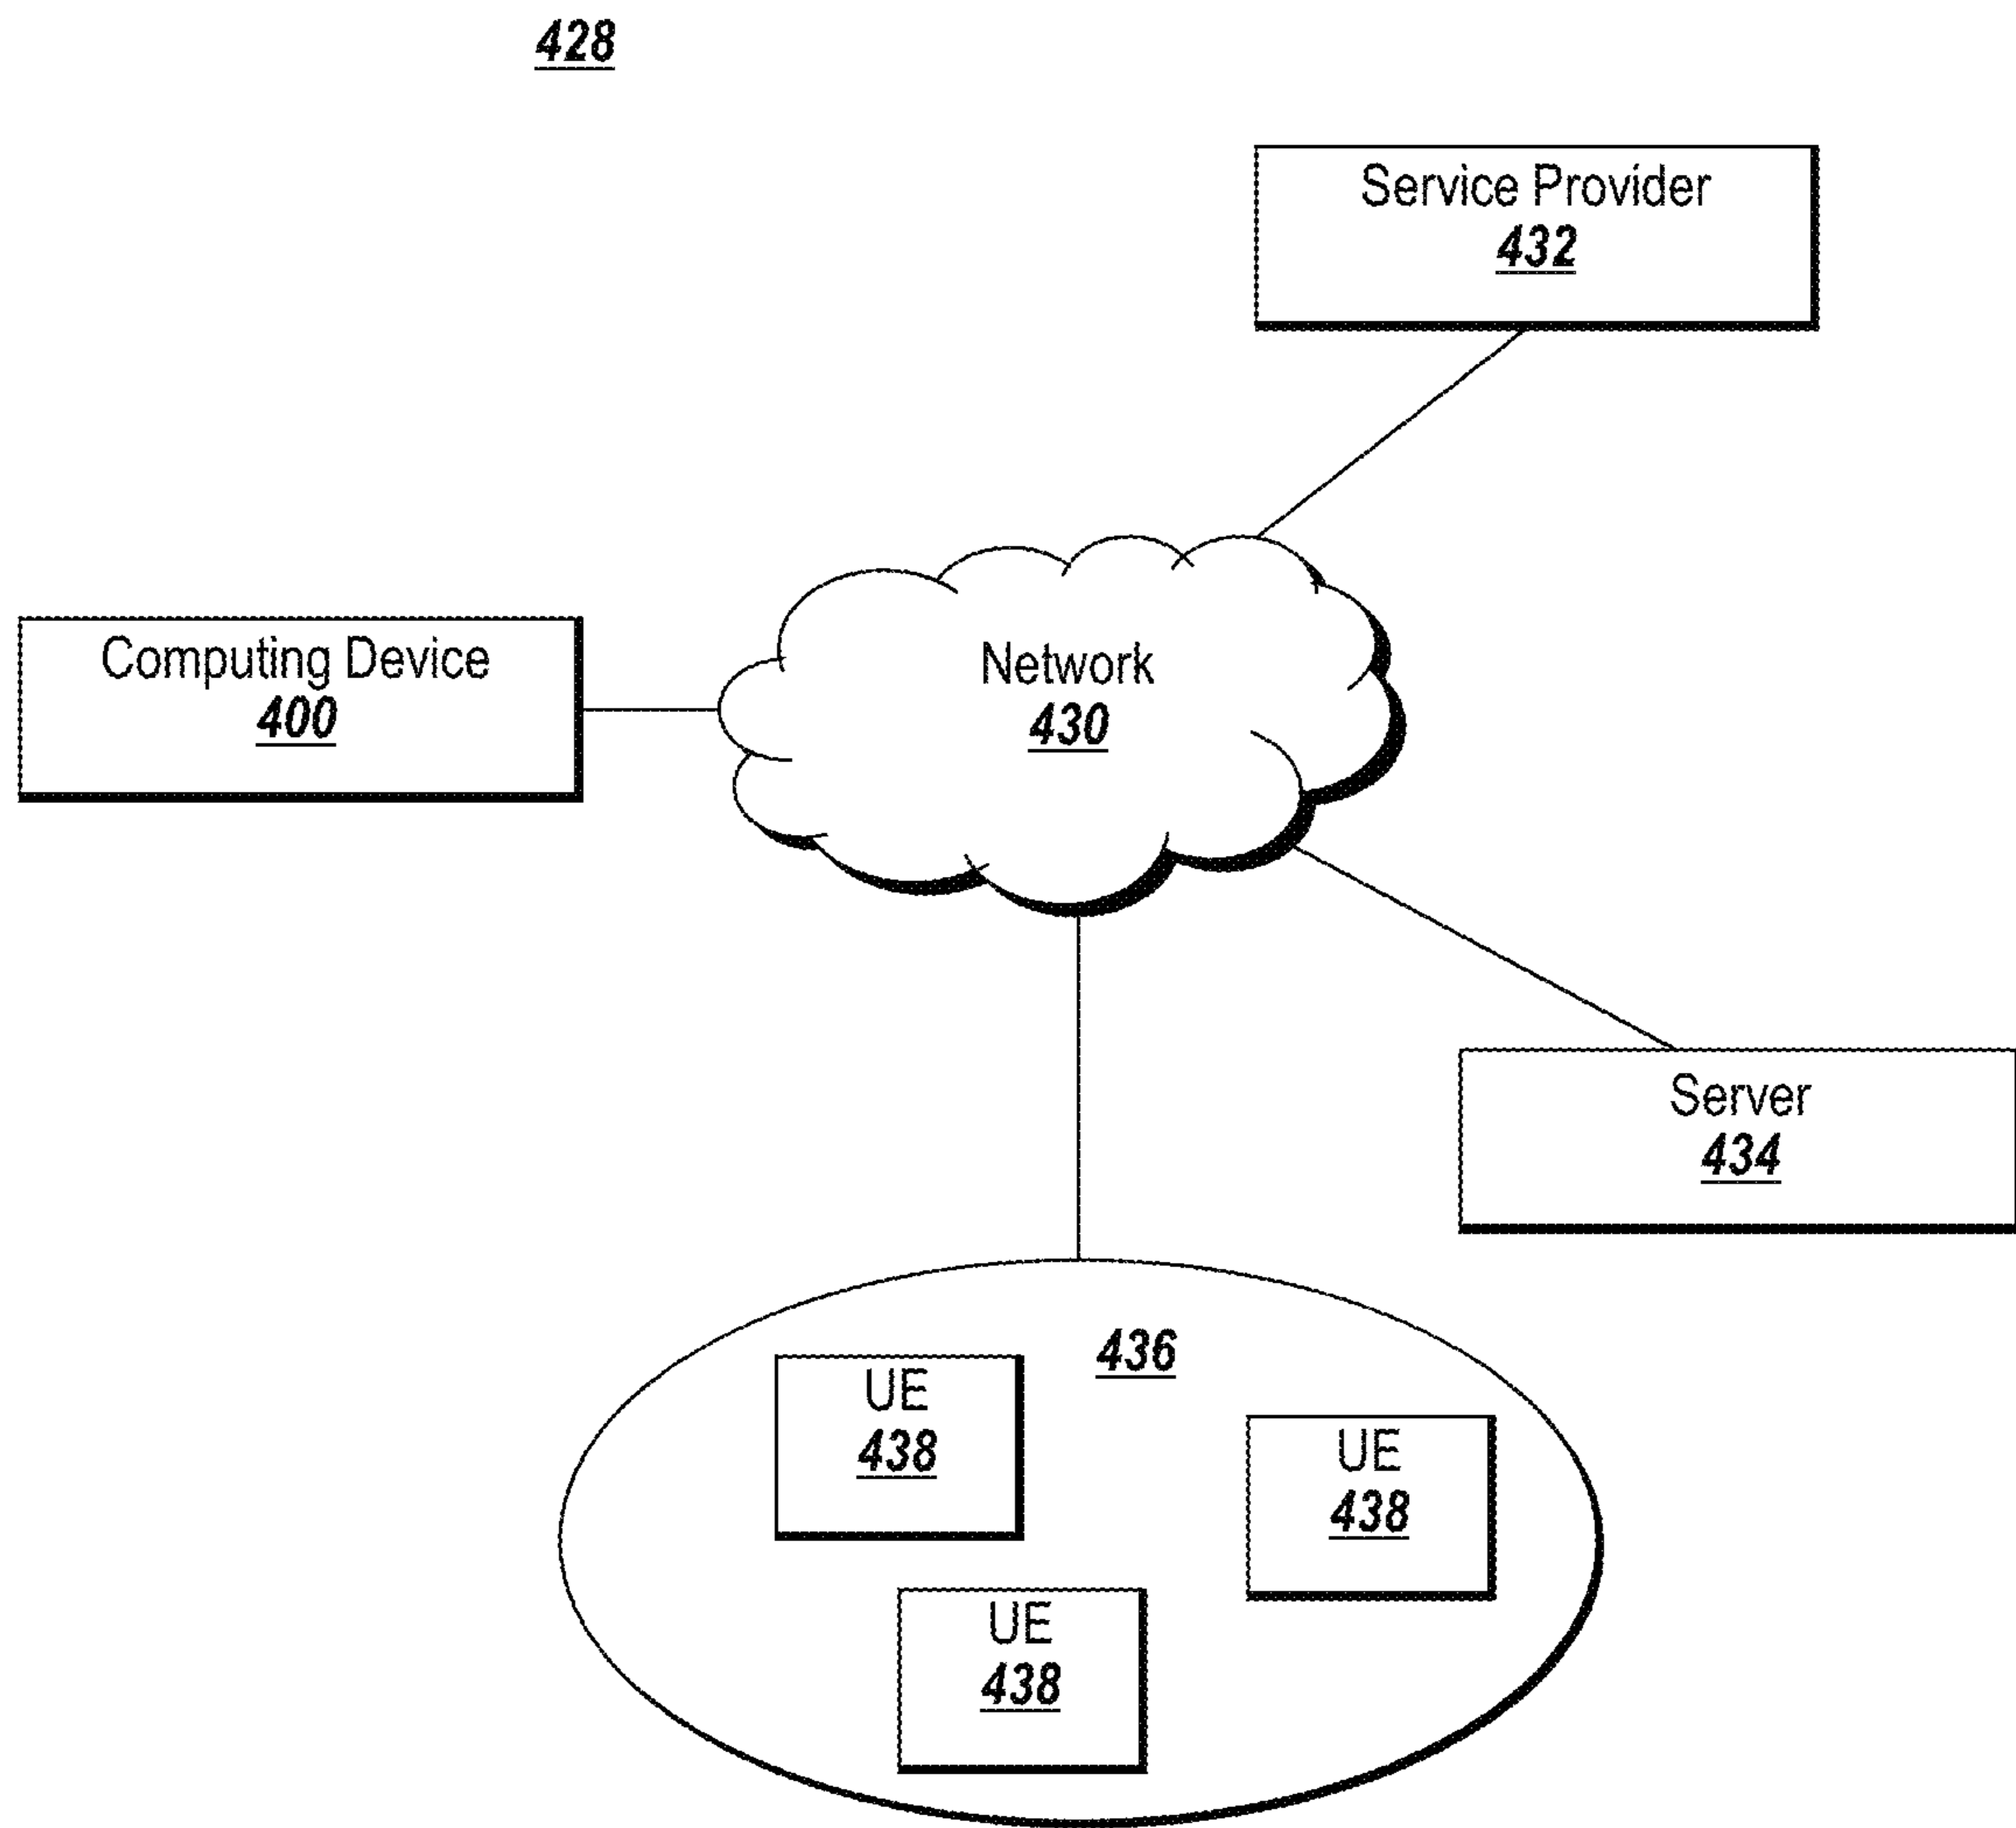 428
Service Provider
432
Computing Device
400
Network
430
Server
434
436
UE
438
UE
438
UE
438